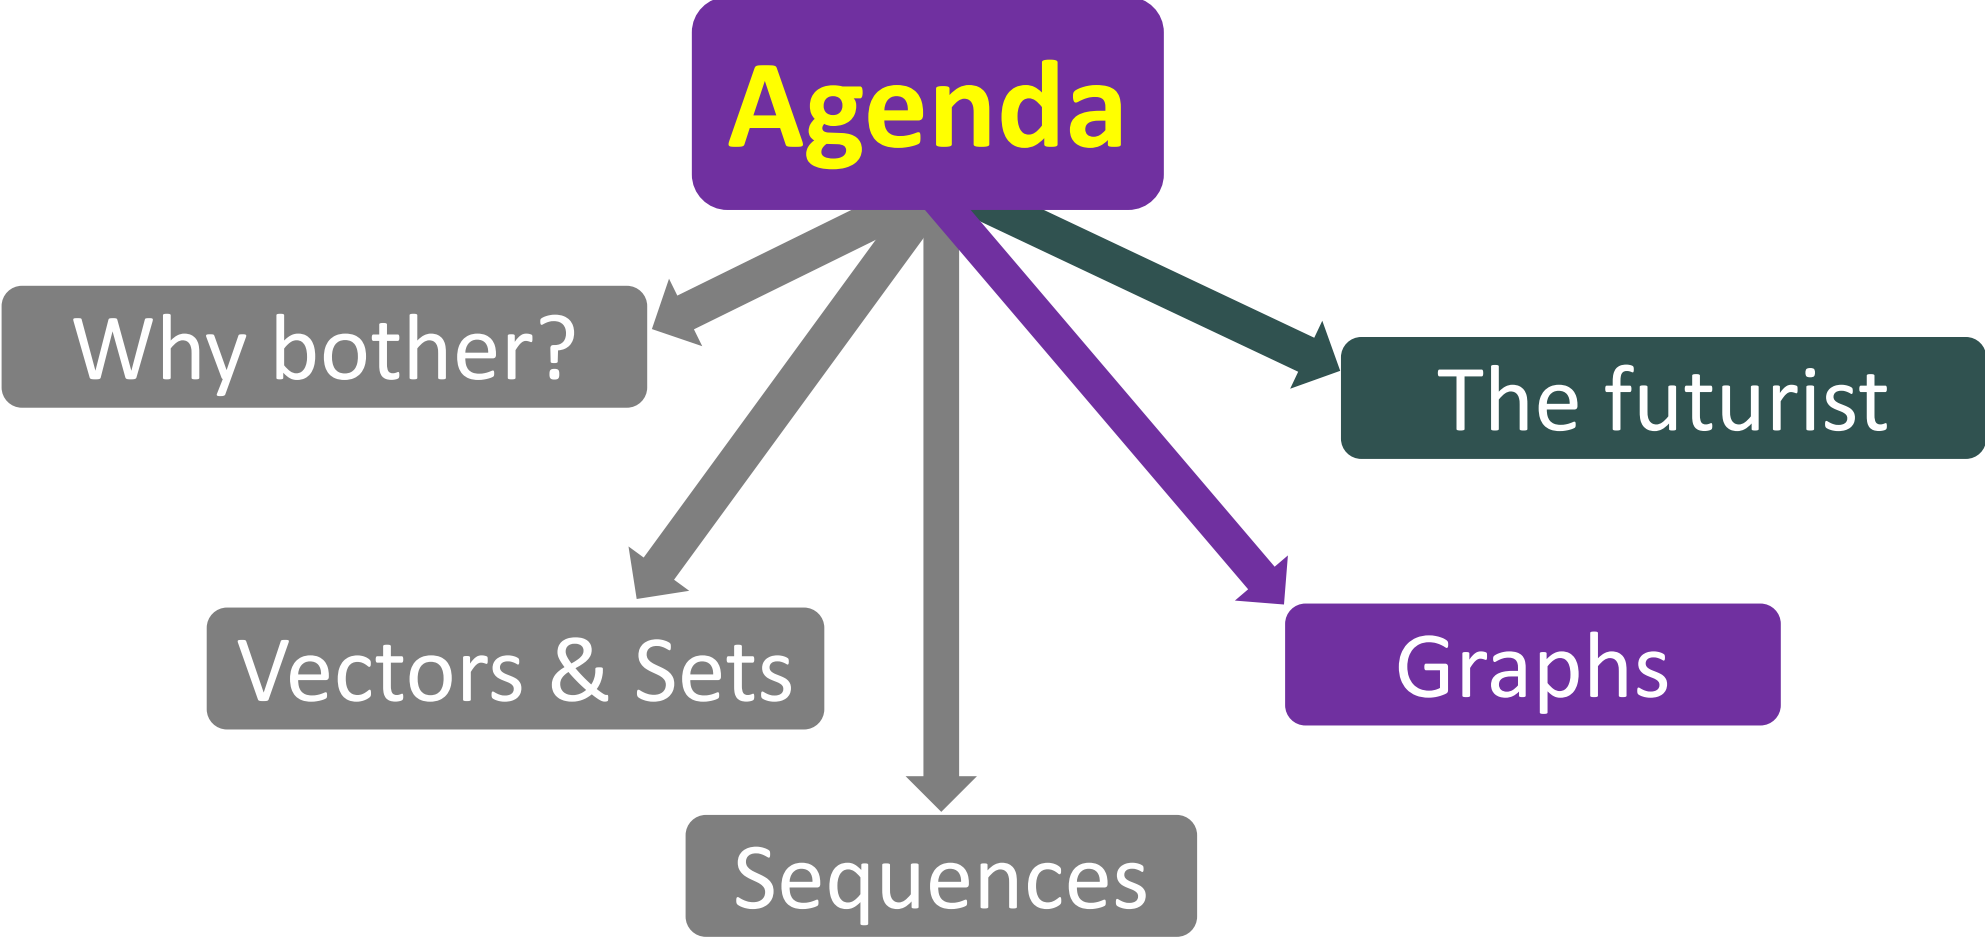 Agenda
Why bother?
The futurist
Vectors & Sets
Graphs
Sequences